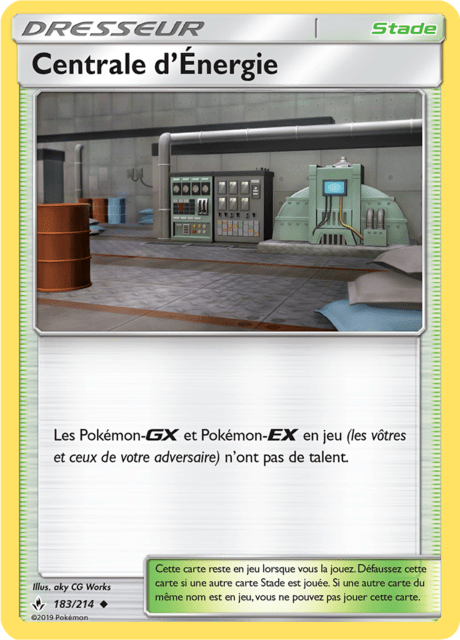 DRESSEUR
Stade
Centrale d'Énergie
Les Pokémon-GX et Pokémon-EX en jeu (les vôtres
et ceux de votre adversaire) n'ont pas de talent.
Cette carte reste en jeu lorsque vous la jouez. Défaussez cette
carte si une autre carte Stade est jouée. Si une autre carte du
même nom est en jeu, vous ne pouvez pas jouer cette carte.
Illus. aky CG Works
183/214
©2019 Pokémon